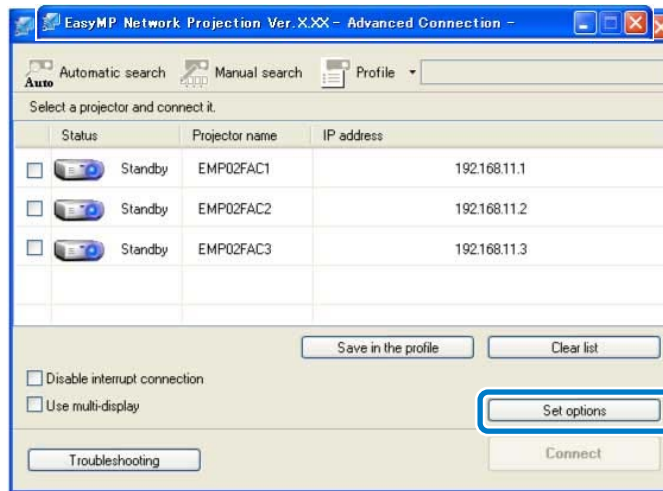 EasyMP Network Projection Ver.X.XX – Advanced Connection –
Auto Automatic search Manual search Profile
Select a projector and connect it.
Status Projector name IP address
Standby EMP02FAC1 192.168.11.1
Standby EMP02FAC2 192.168.11.2
Standby EMP02FAC3 192.168.11.3
Save in the profile Clear list
Disable interrupt connection
Use multi-display
Set options
Troubleshooting Connect